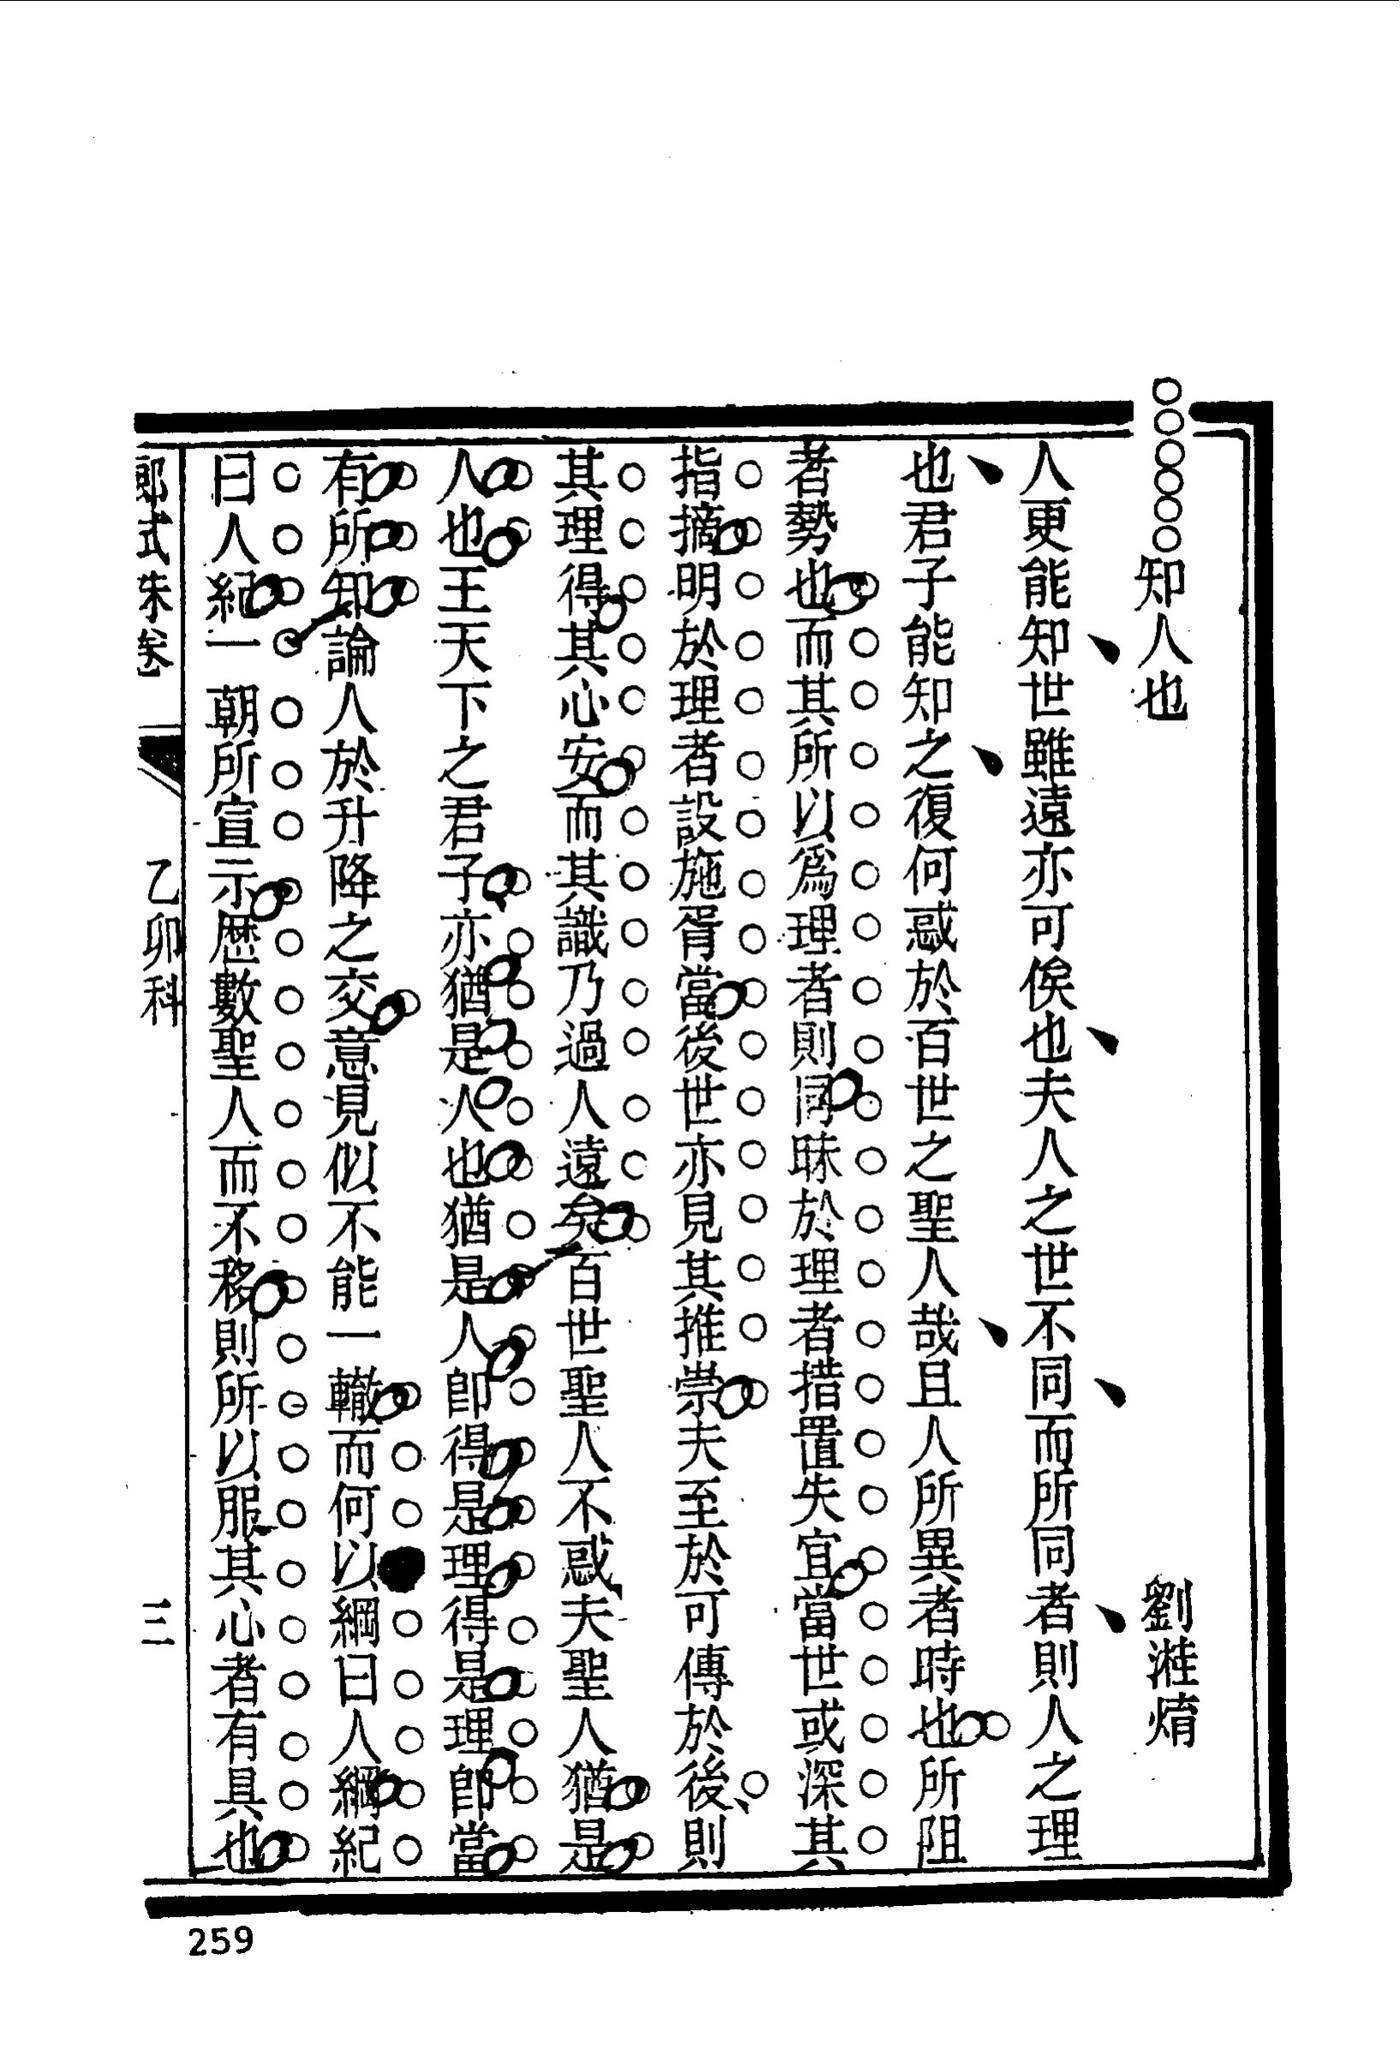 知人也 劉漼焴
人更能知世雖遠亦可俟也夫人之世不同而所同者則人之理
也君子能知之復何惑於百世之聖人哉且人所異者時也所阻
者勢也而其所以爲理者則同昧於理者措置失宜當世或深其
指摘明於理者設施胥當後世亦見其推崇夫至於可傳於後則
其理得其心安而其識乃過人遠矣百世聖人不惑夫聖人猶是
人也王天下之君子亦猶是人也猶是人卽得是理得是理卽當
有所知論人於升降之交意見似不能一轍而何以綱曰人綱紀
曰人紀一朝所宣示歷數聖人而不移則所以服其心者有具也
鄉試硃卷 乙卯科 三
259